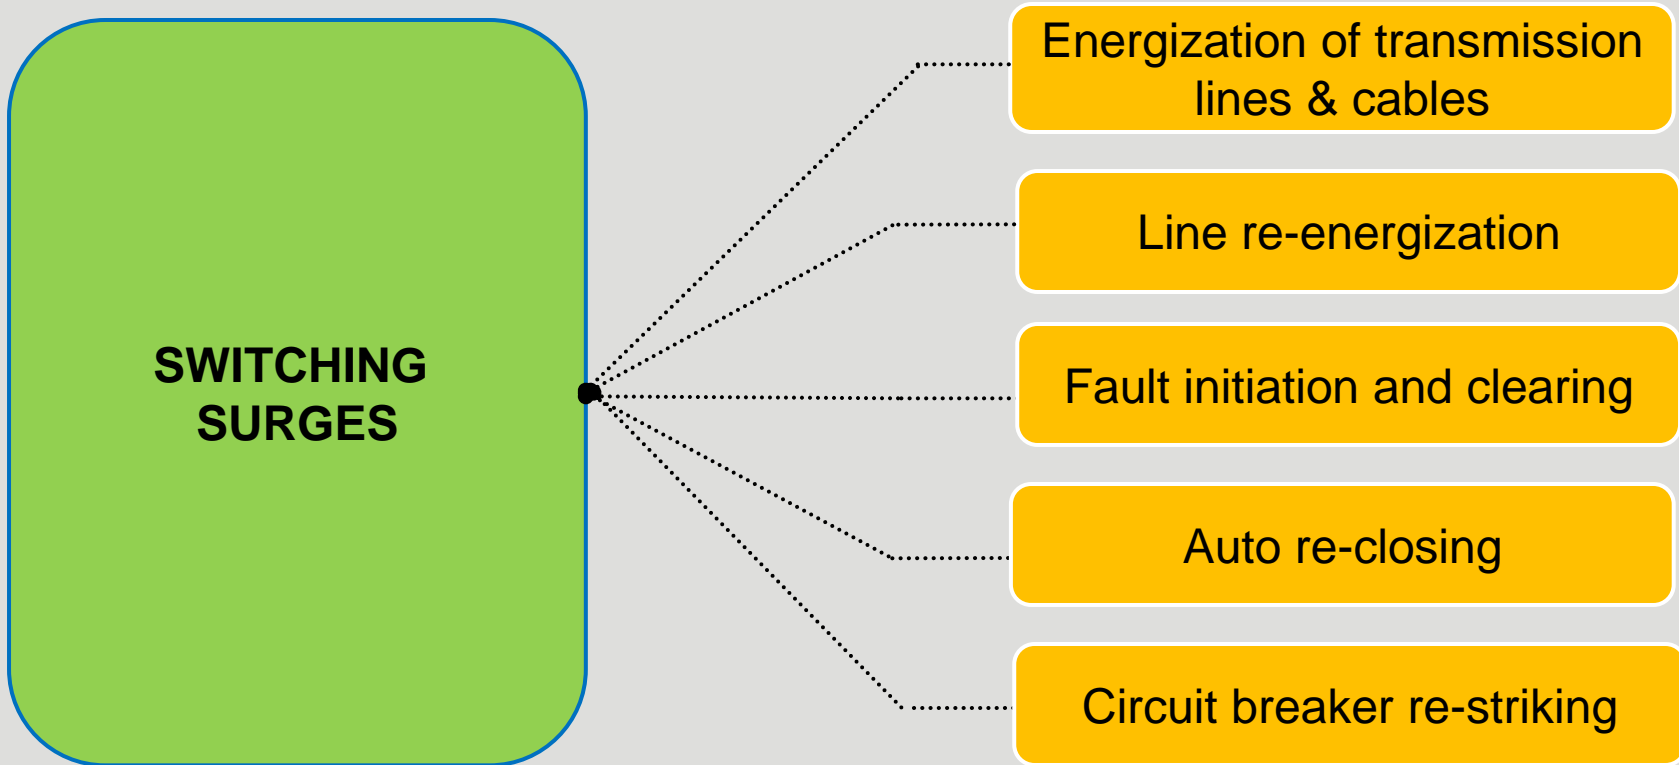 SWITCHING
SURGES
Energization of transmission
lines & cables
Line re-energization
Fault initiation and clearing
Auto re-closing
Circuit breaker re-striking